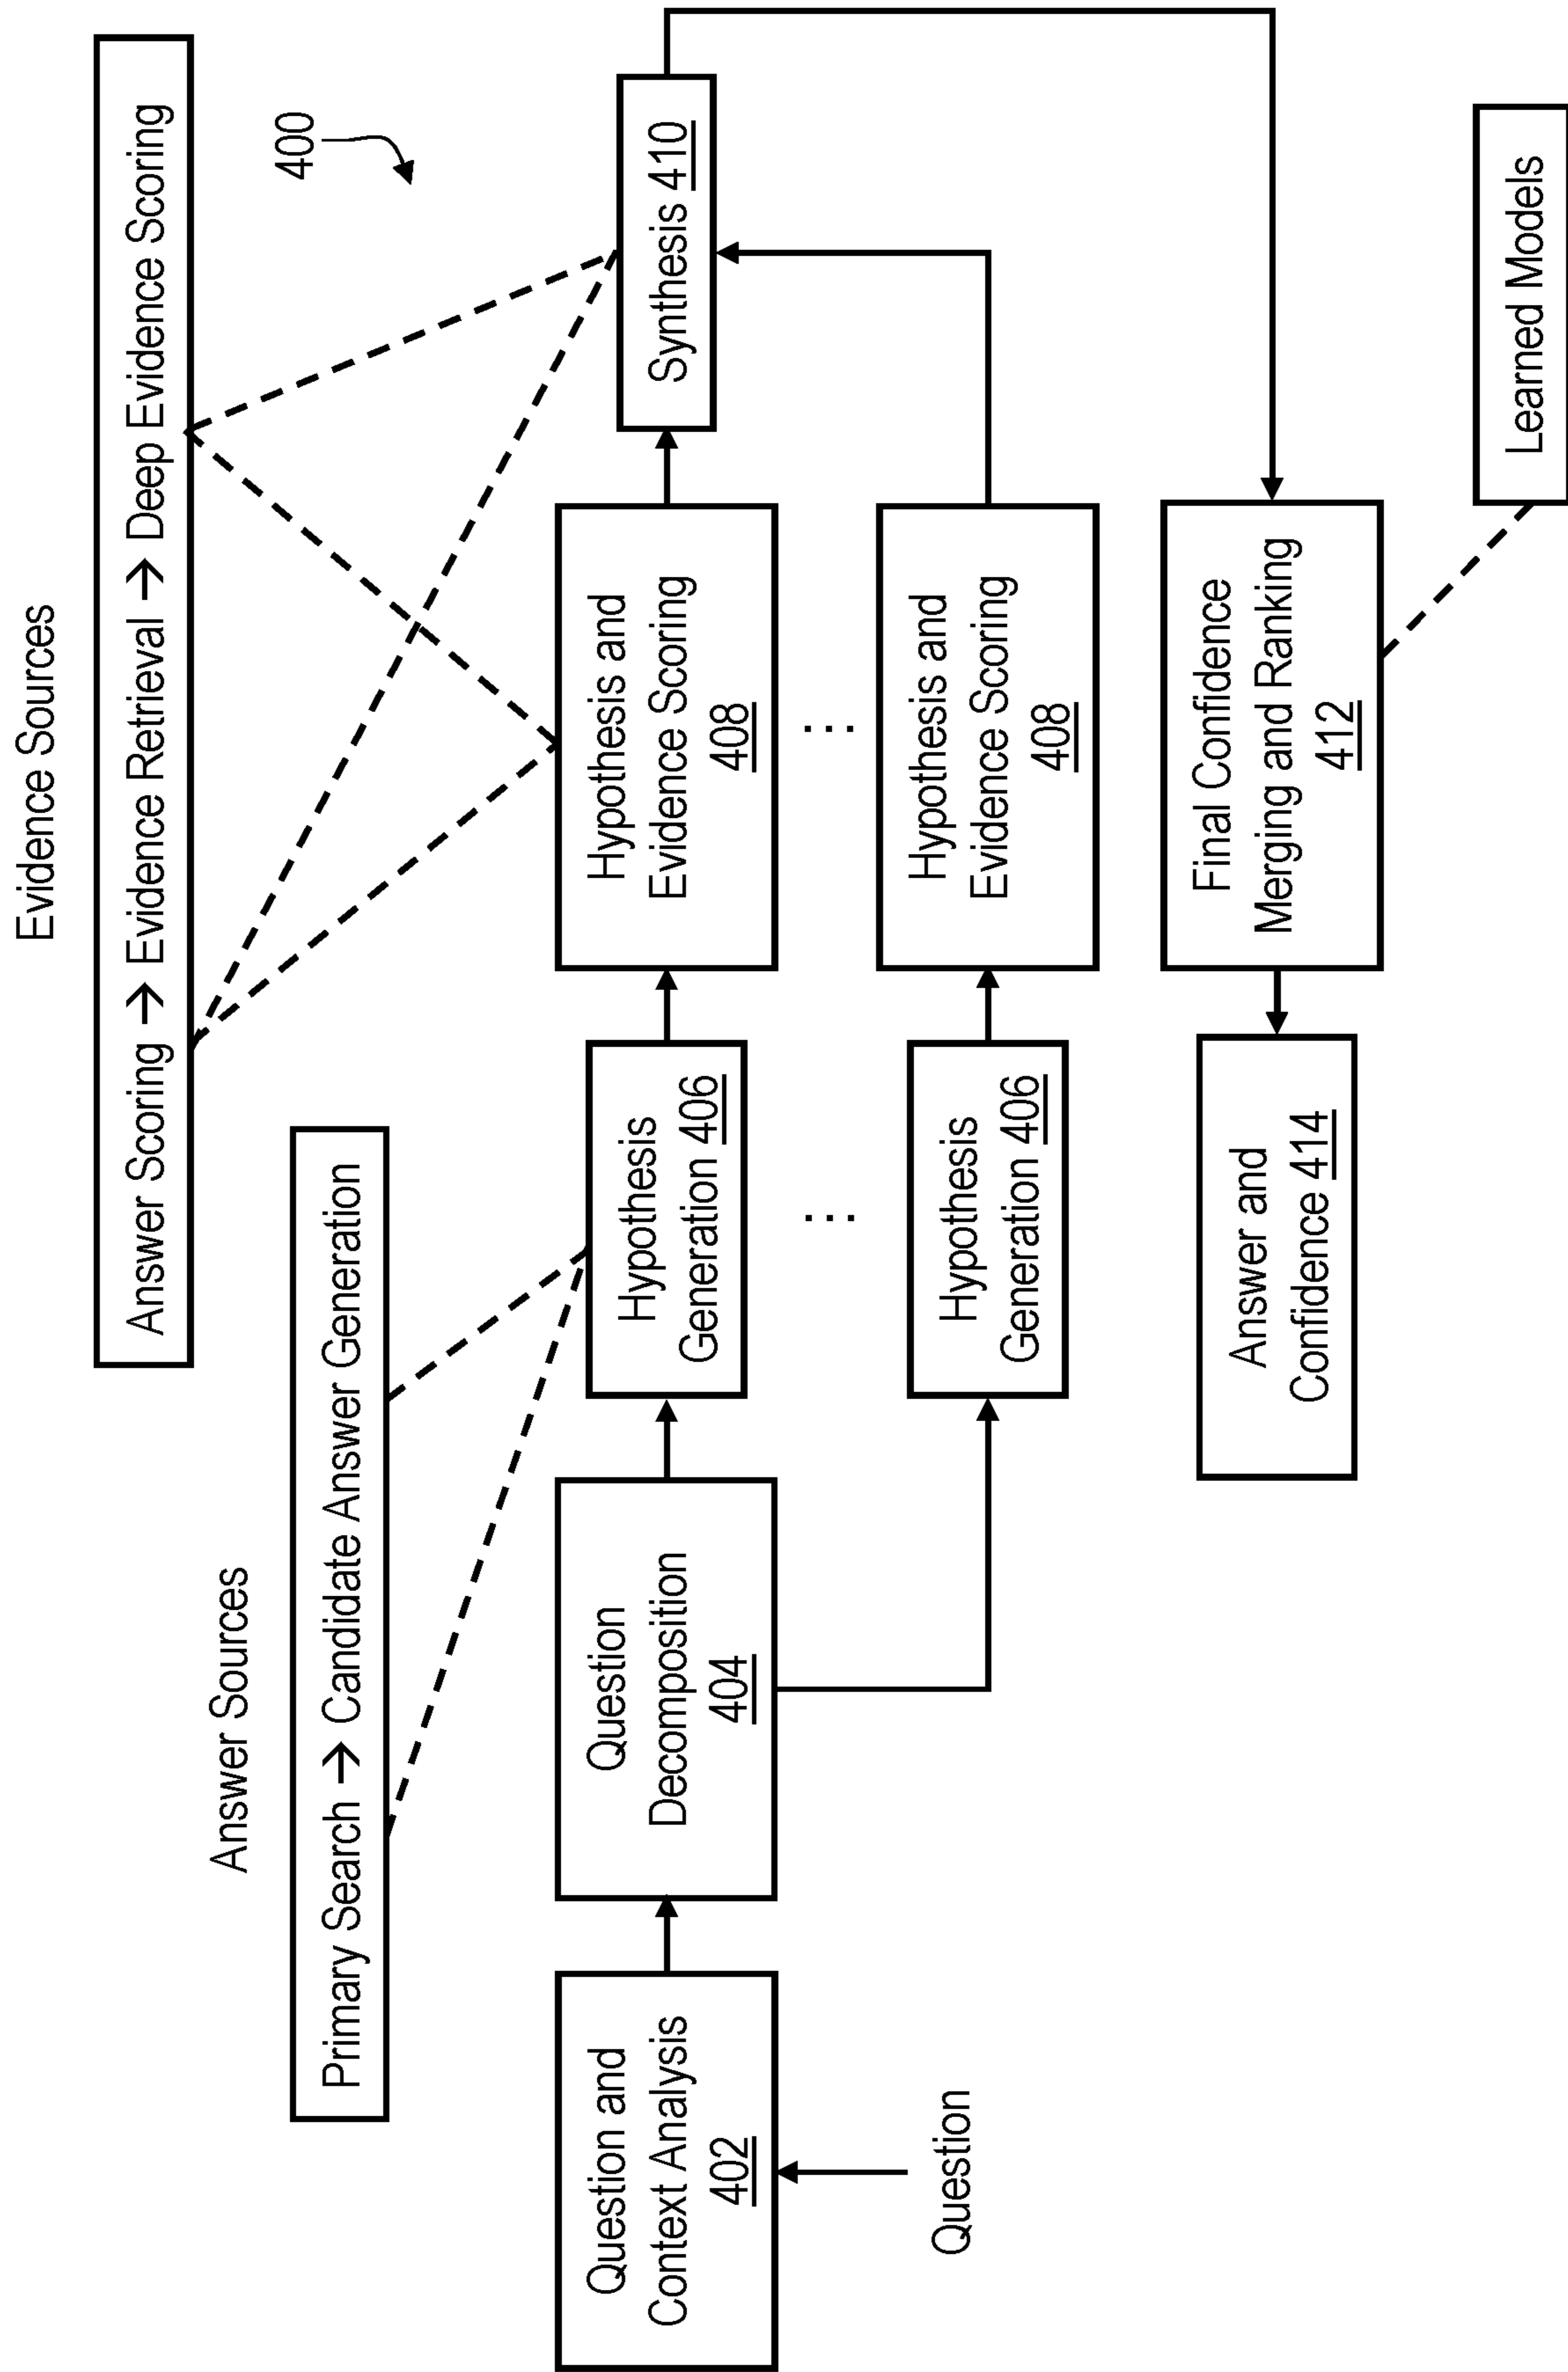 Evidence Sources
Answer Scoring → Evidence Retrieval → Deep Evidence Scoring
400
Answer Sources
Primary Search → Candidate Answer Generation
Question and
Context Analysis
402
Question
Question
Decomposition
404
Hypothesis
Generation 406
Hypothesis and
Evidence Scoring
408
Synthesis 410
...
...
Hypothesis
Generation 406
Hypothesis and
Evidence Scoring
408
Answer and
Confidence 414
Final Confidence
Merging and Ranking
412
Learned Models